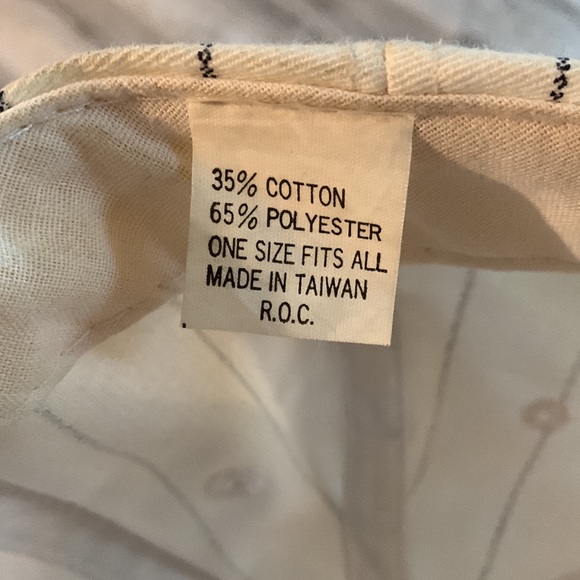 35% COTTON
65% POLYESTER
ONE SIZE FITS ALL
MADE IN TAIWAN
R.O.C.